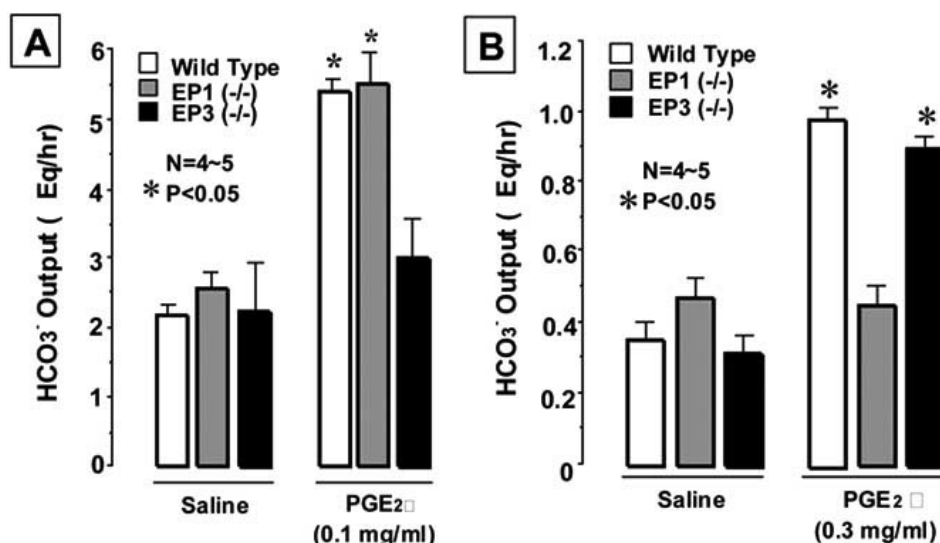 A
HCO3- Output ( Eq/hr)
6
5
4
3
2
1
0
Wild Type
EP1 (-/-)
EP3 (-/-)
N=4~5
* P<0.05
* *
Saline
PGE2□
(0.1 mg/ml)
B
HCO3- Output ( Eq/hr)
1.2
1.0
0.8
0.6
0.4
0.2
0
Wild Type
EP1 (-/-)
EP3 (-/-)
N=4~5
* P<0.05
* *
Saline
PGE2 □
(0.3 mg/ml)